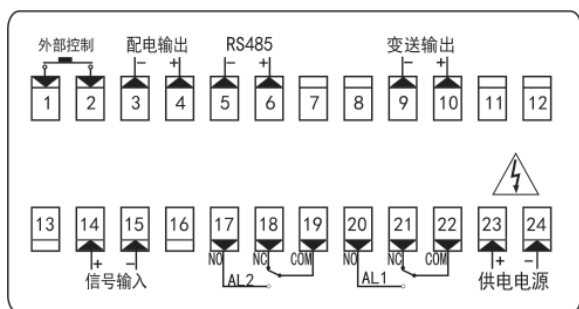 外部控制 配电输出 RS485 变送输出
- + - + - +
1 2 3 4 5 6 7 8 9 10 11 12
13 14 15 16 17 18 19 20 21 22 23 24
+ - NO NC COM NO NC COM + -
信号输入 AL2 AL1 供电电源